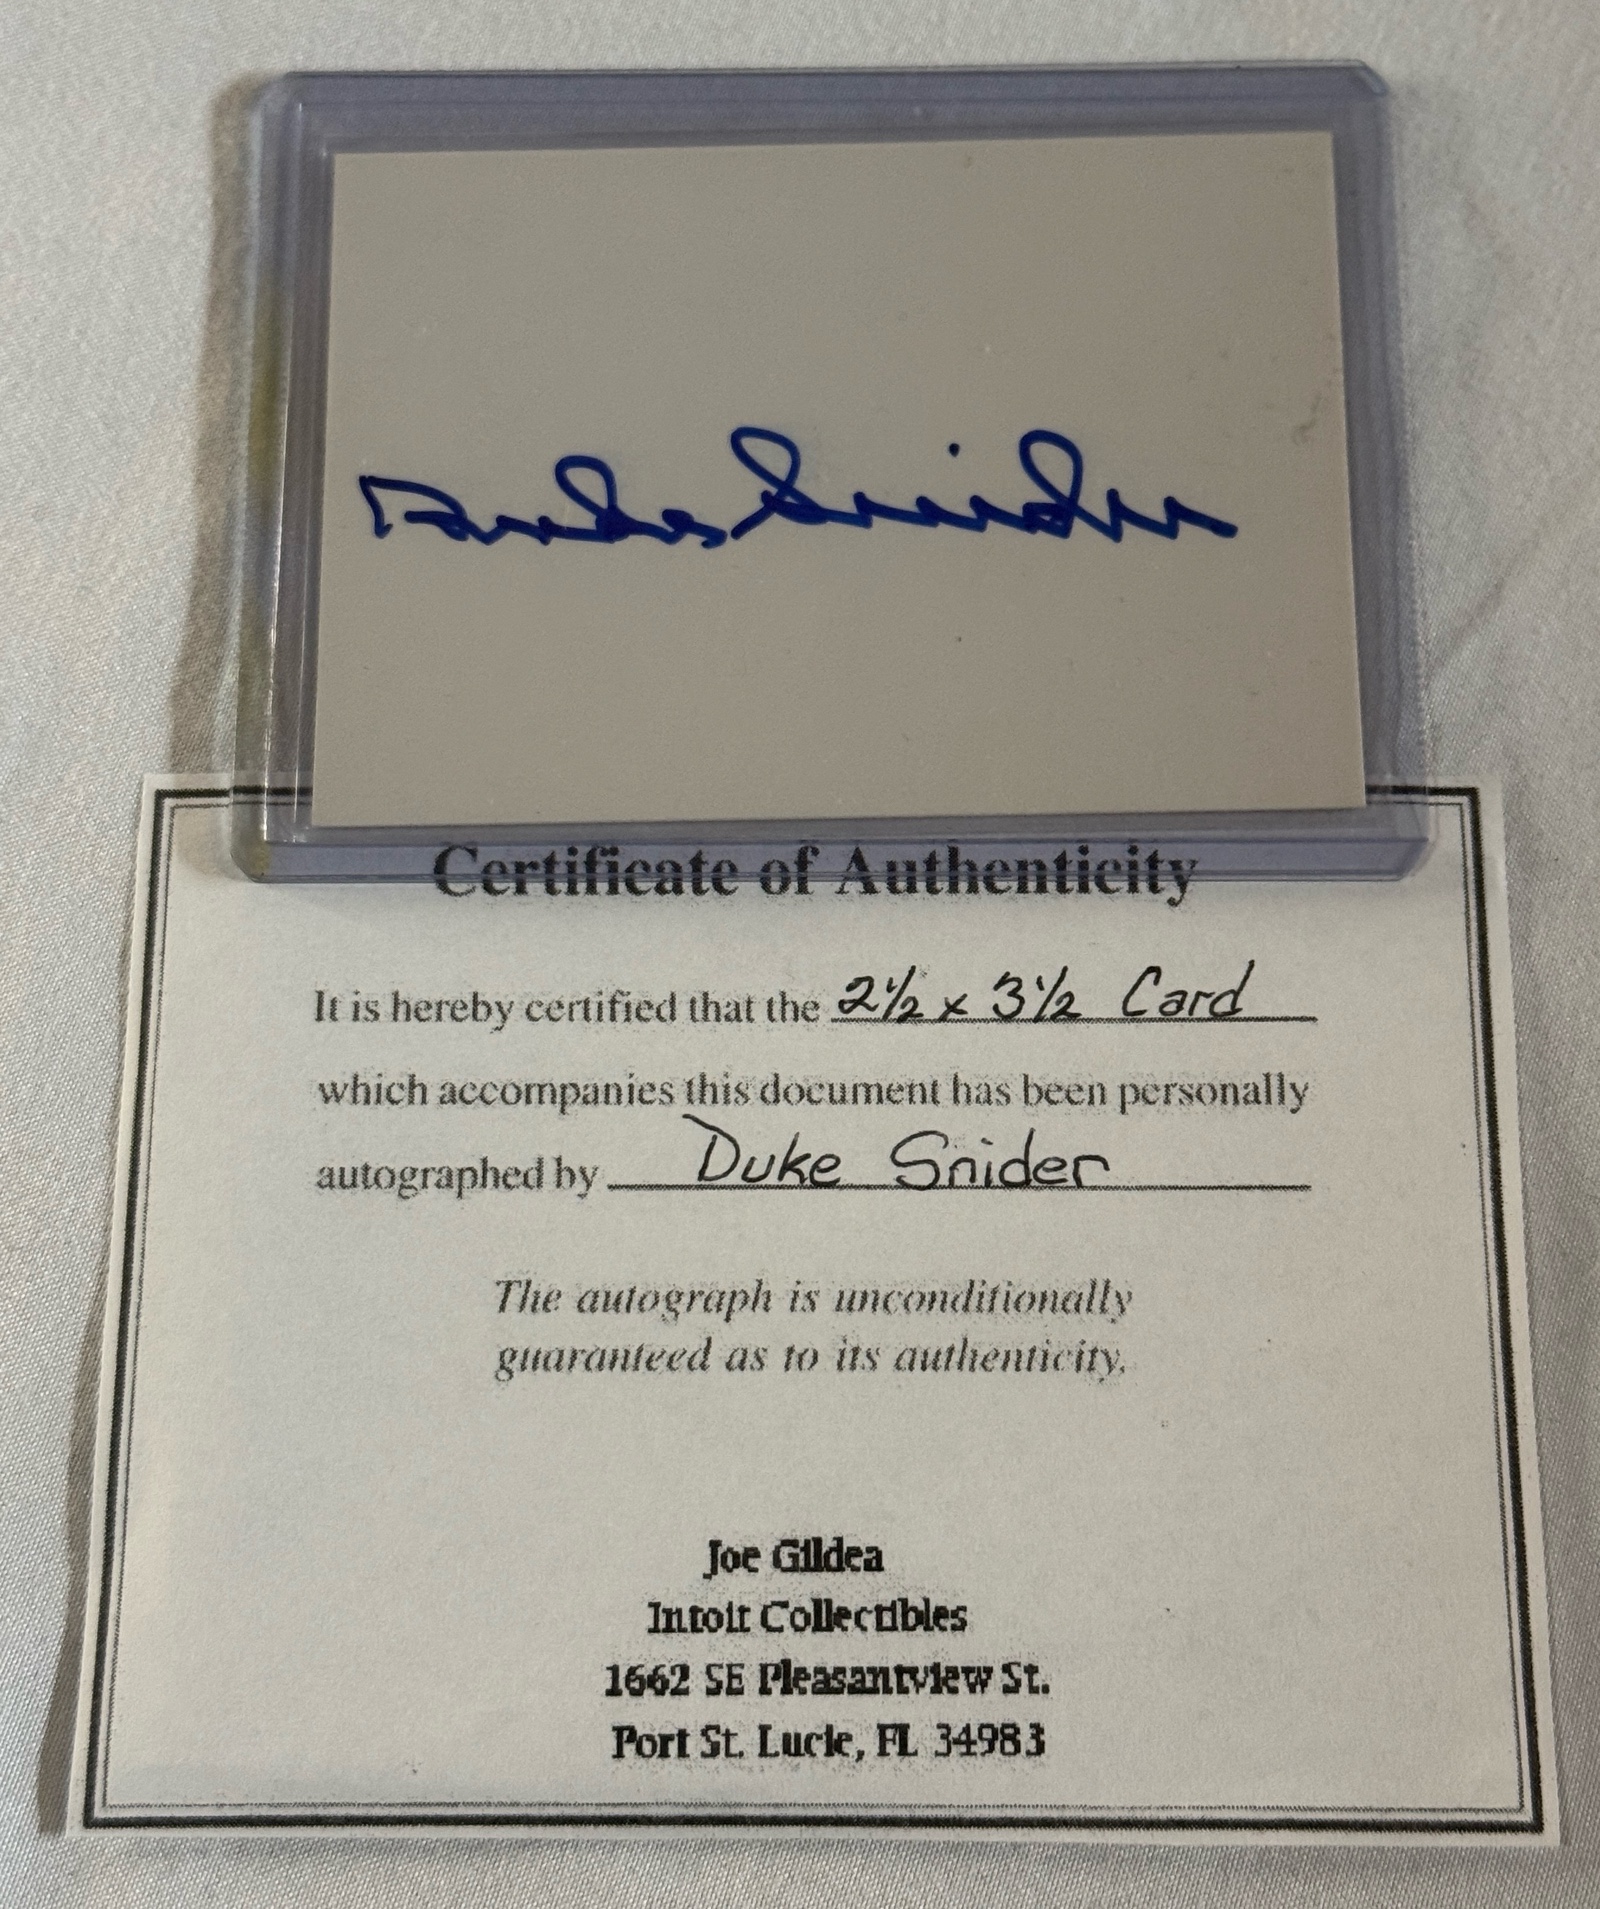 Duke Snider
Certificate of Authenticity
It is hereby certified that the 2½ x 3½ Card
which accompanies this document has been personally
autographed by Duke Snider
The autograph is unconditionally
guaranteed as to its authenticity.
Joe Gildea
Intoit Collectibles
1662 SE Pleasantview St.
Port St. Lucie, FL 34983